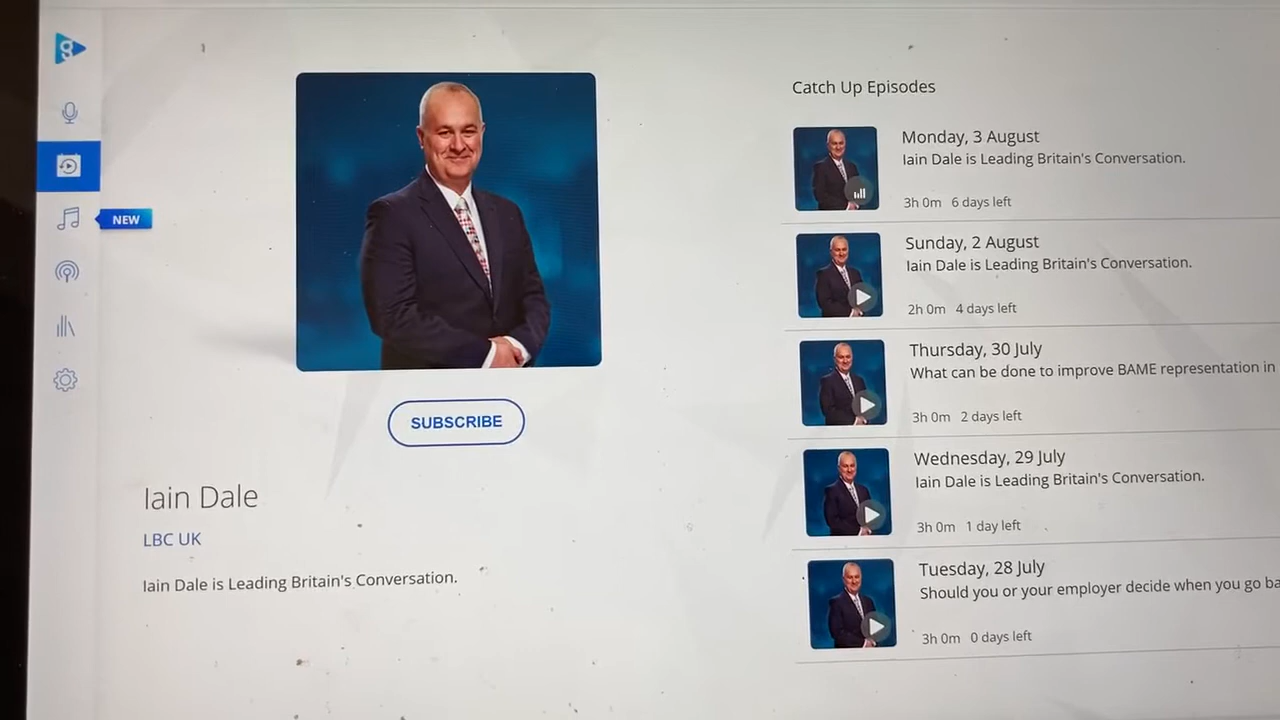 NEW
SUBSCRIBE
Iain Dale
LBC UK
Iain Dale is Leading Britain's Conversation.
Catch Up Episodes
Monday, 3 August
Iain Dale is Leading Britain's Conversation.
3h 0m 6 days left
Sunday, 2 August
Iain Dale is Leading Britain's Conversation.
2h 0m 4 days left
Thursday, 30 July
What can be done to improve BAME representation in
3h 0m 2 days left
Wednesday, 29 July
Iain Dale is Leading Britain's Conversation.
3h 0m 1 day left
Tuesday, 28 July
Should you or your employer decide when you go ba
3h 0m 0 days left